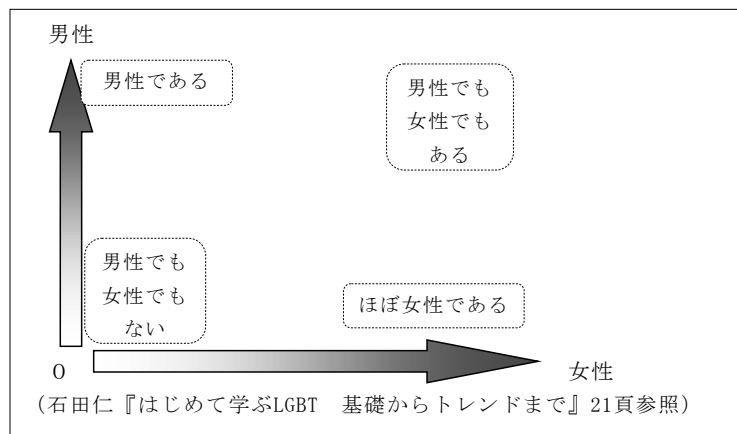 男性
男性である
男性でも
女性でも
ある
男性でも
女性でも
ない
ほぼ女性である
0
女性
(石田仁『はじめて学ぶLGBT 基礎からトレンドまで』21頁参照)